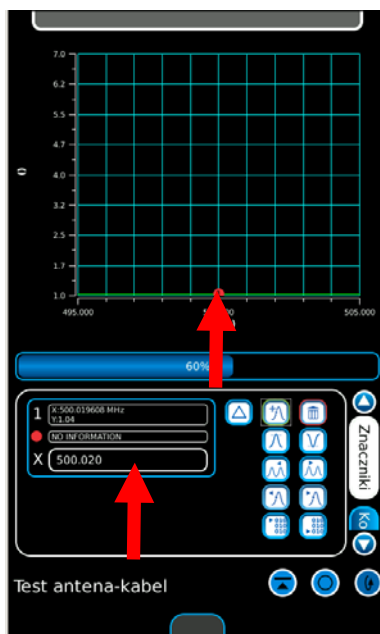 7.0
6.2
5.5
4.7
4.0
3.2
2.5
1.7
1.0
495.000
505.000
60%
1
X:500.019608 MHz
Y:1.04
NO INFORMATION
X 500.020
Znaczniki
Ko
Test antena-kabel